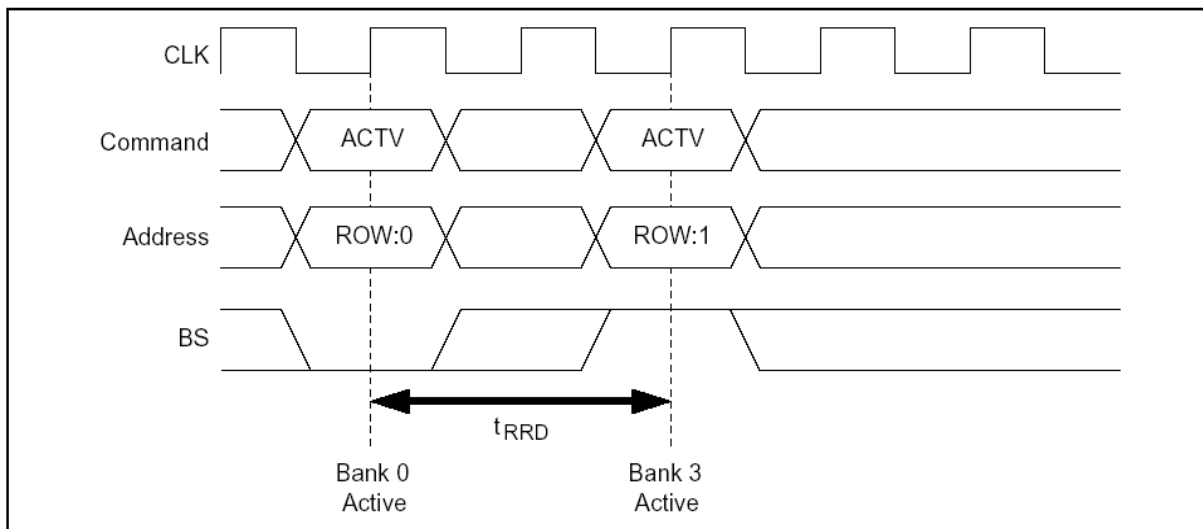 CLK
Command ACTV ACTV
Address ROW:0 ROW:1
BS
tRRD
Bank 0 Bank 3
Active Active